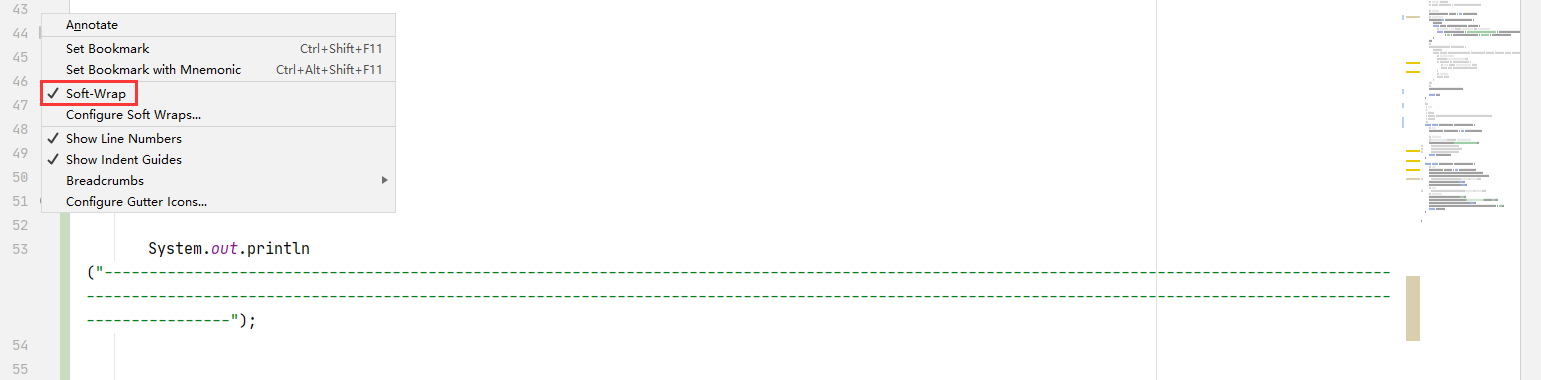 43
44
45
46
47
48
49
50
51
52
53
54
55
Annotate
Set Bookmark Ctrl+Shift+F11
Set Bookmark with Mnemonic Ctrl+Alt+Shift+F11
✓ Soft-Wrap
Configure Soft Wraps...
✓ Show Line Numbers
✓ Show Indent Guides
Breadcrumbs
Configure Gutter Icons...
System.out.println
("-----------------------------------------------------------------------------------------------------------------------------------------------
-------------------------------------------------------------------------------------------------------------------------------------------------
----------------");